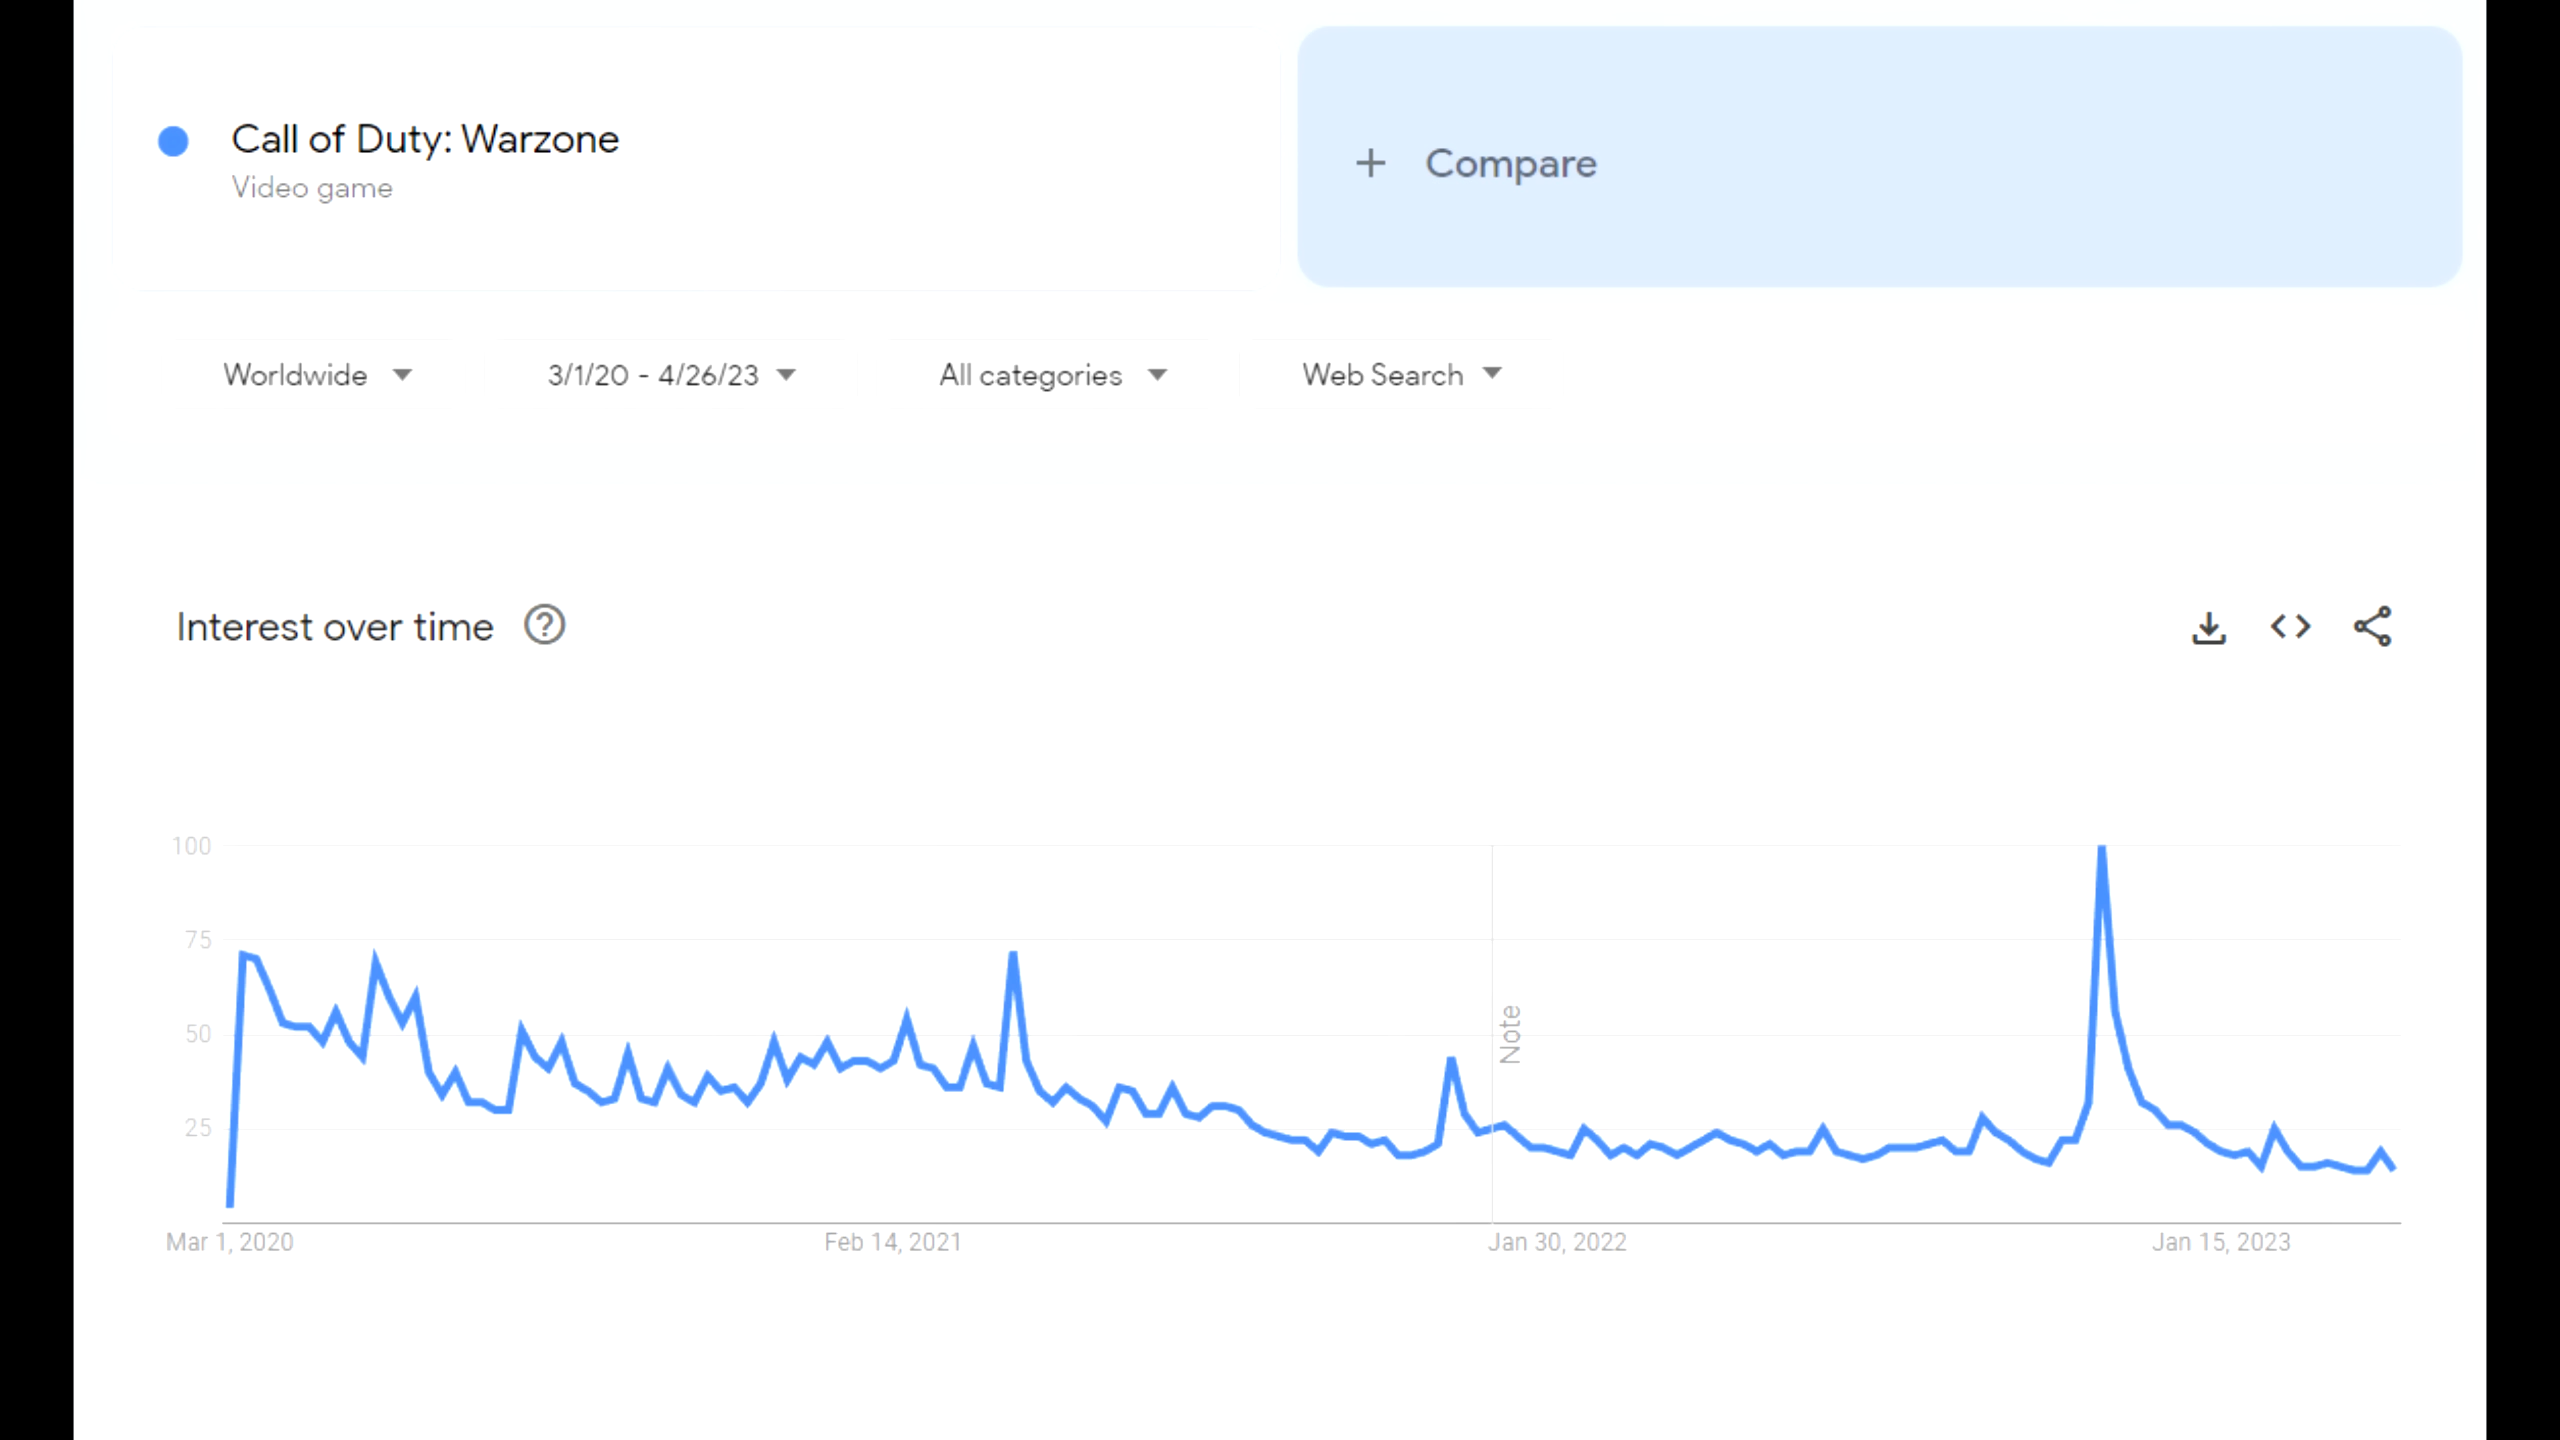 Call of Duty: Warzone
Video game
+ Compare
Worldwide
3/1/20 - 4/26/23
All categories
Web Search
Interest over time
100
75
50
25
Note
Mar 1, 2020
Feb 14, 2021
Jan 30, 2022
Jan 15, 2023